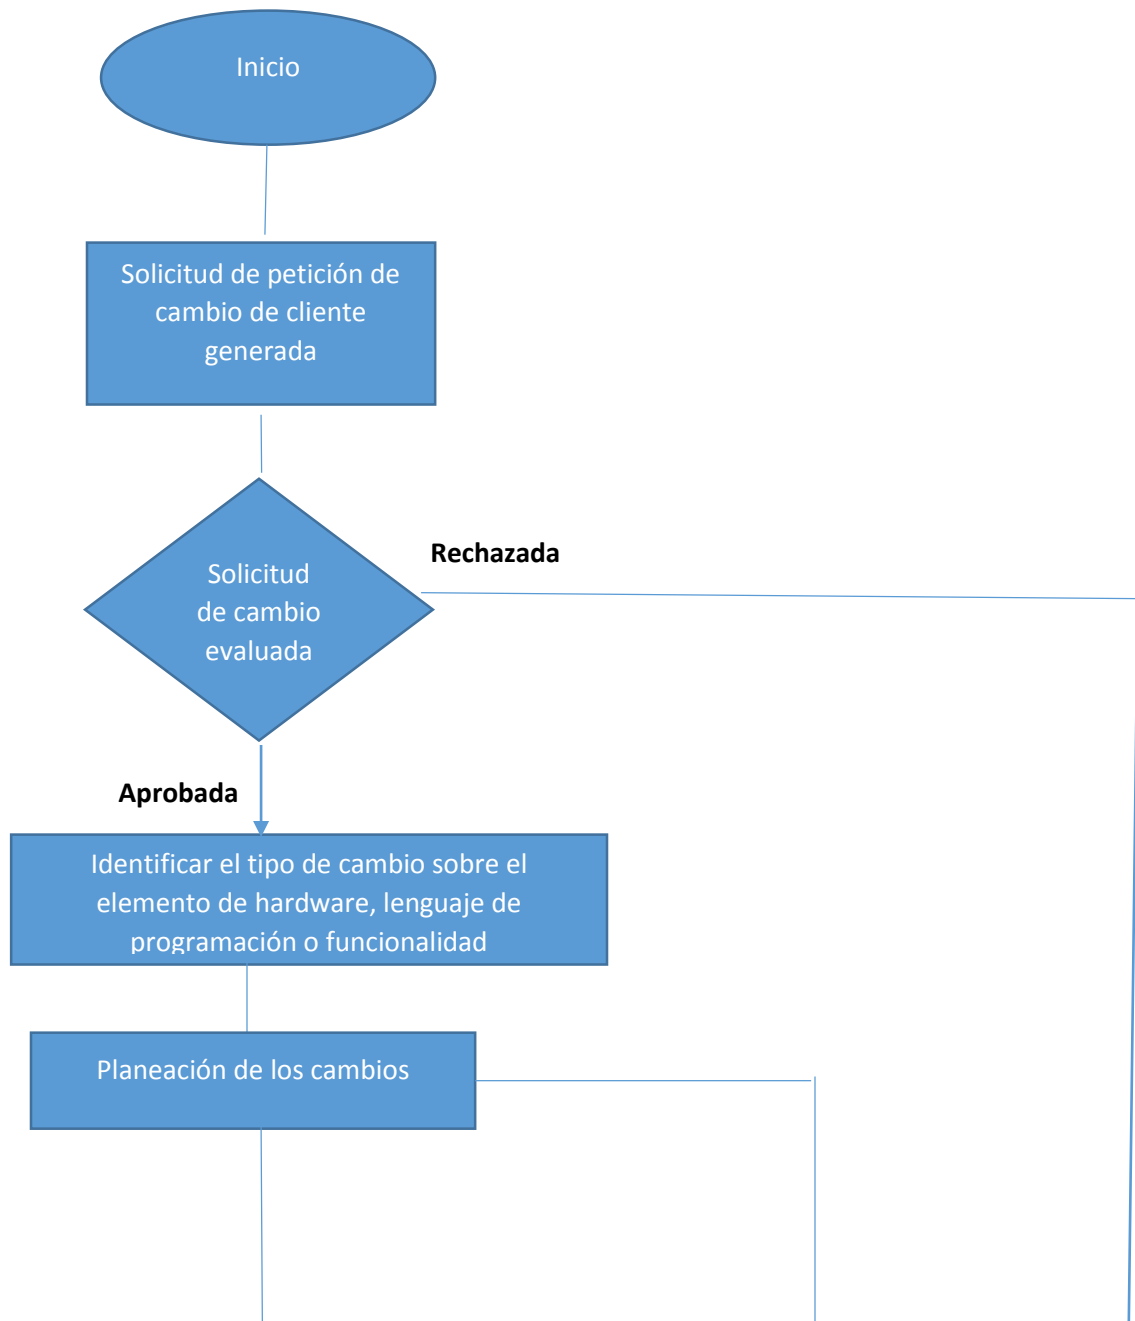 Inicio
Solicitud de petición de
cambio de cliente
generada
Rechazada
Solicitud
de cambio
evaluada
Aprobada
Identificar el tipo de cambio sobre el
elemento de hardware, lenguaje de
programación o funcionalidad
Planeación de los cambios